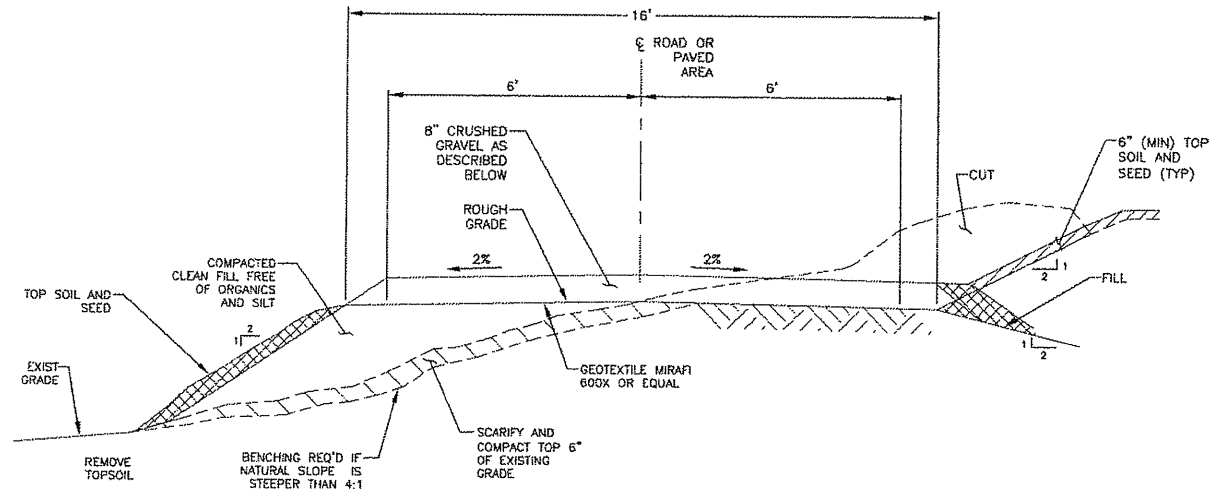 16'
℄ ROAD OR
PAVED
AREA
6'
6'
8" CRUSHED
GRAVEL AS
DESCRIBED
BELOW
6" (MIN) TOP
SOIL AND
SEED (TYP)
CUT
ROUGH
GRADE
2%
2%
COMPACTED
CLEAN FILL FREE
OF ORGANICS
AND SILT
2
1
FILL
TOP SOIL AND
SEED
2
1
1
2
EXIST
GRADE
GEOTEXTILE MIRAFI
600X OR EQUAL
SCARIFY AND
COMPACT TOP 6"
OF EXISTING
GRADE
REMOVE
TOPSOIL
BENCHING REQ'D IF
NATURAL SLOPE IS
STEEPER THAN 4:1